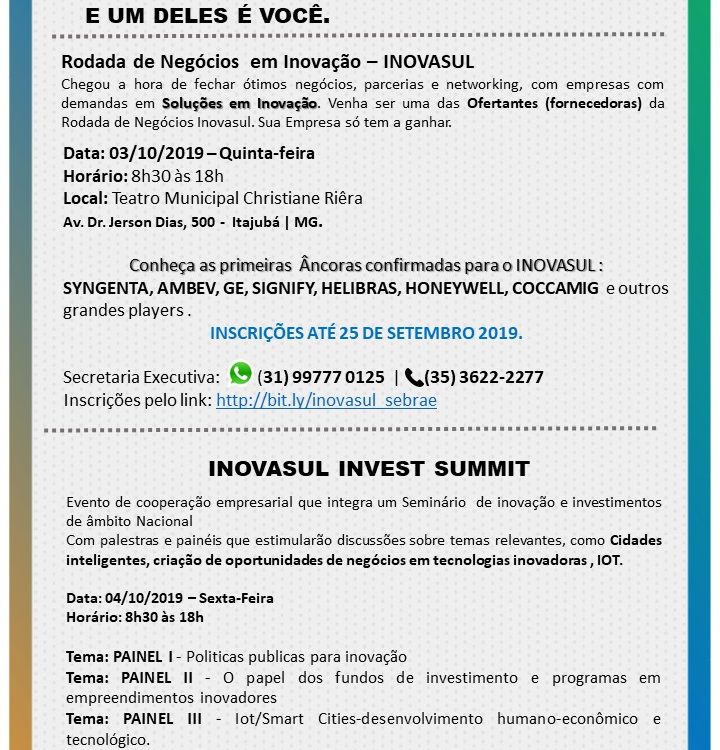 E UM DELES É VOCÊ.
Rodada de Negócios em Inovação – INOVASUL
Chegou a hora de fechar ótimos negócios, parcerias e networking, com empresas com
demandas em Soluções em Inovação. Venha ser uma das Ofertantes (fornecedoras) da
Rodada de Negócios Inovasul. Sua Empresa só tem a ganhar.
Data: 03/10/2019 – Quinta-feira
Horário: 8h30 às 18h
Local: Teatro Municipal Christiane Riêra
Av. Dr. Jerson Dias, 500 - Itajubá | MG.
Conheça as primeiras Âncoras confirmadas para o INOVASUL :
SYNGENTA, AMBEV, GE, SIGNIFY, HELIBRAS, HONEYWELL, COCCAMIG e outros
grandes players .
INSCRIÇÕES ATÉ 25 DE SETEMBRO 2019.
Secretaria Executiva: (31) 99777 0125 | (35) 3622-2277
Inscrições pelo link: http://bit.ly/inovasul_sebrae
INOVASUL INVEST SUMMIT
Evento de cooperação empresarial que integra um Seminário de inovação e investimentos
de âmbito Nacional
Com palestras e painéis que estimularão discussões sobre temas relevantes, como Cidades
inteligentes, criação de oportunidades de negócios em tecnologias inovadoras , IOT.
Data: 04/10/2019 – Sexta-Feira
Horário: 8h30 às 18h
Tema: PAINEL I - Politicas publicas para inovação
Tema: PAINEL II - O papel dos fundos de investimento e programas em
empreendimentos inovadores
Tema: PAINEL III - Iot/Smart Cities-desenvolvimento humano-econômico e
tecnológico.